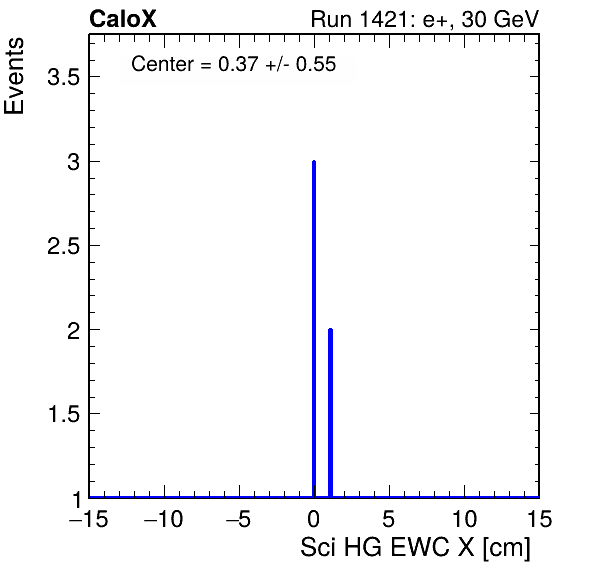 CaloX Run 1421: e+, 30 GeV
Center = 0.37 +/- 0.55
Events
3.5
3
2.5
2
1.5
1
−15 −10 −5 0 5 10 15
Sci HG EWC X [cm]